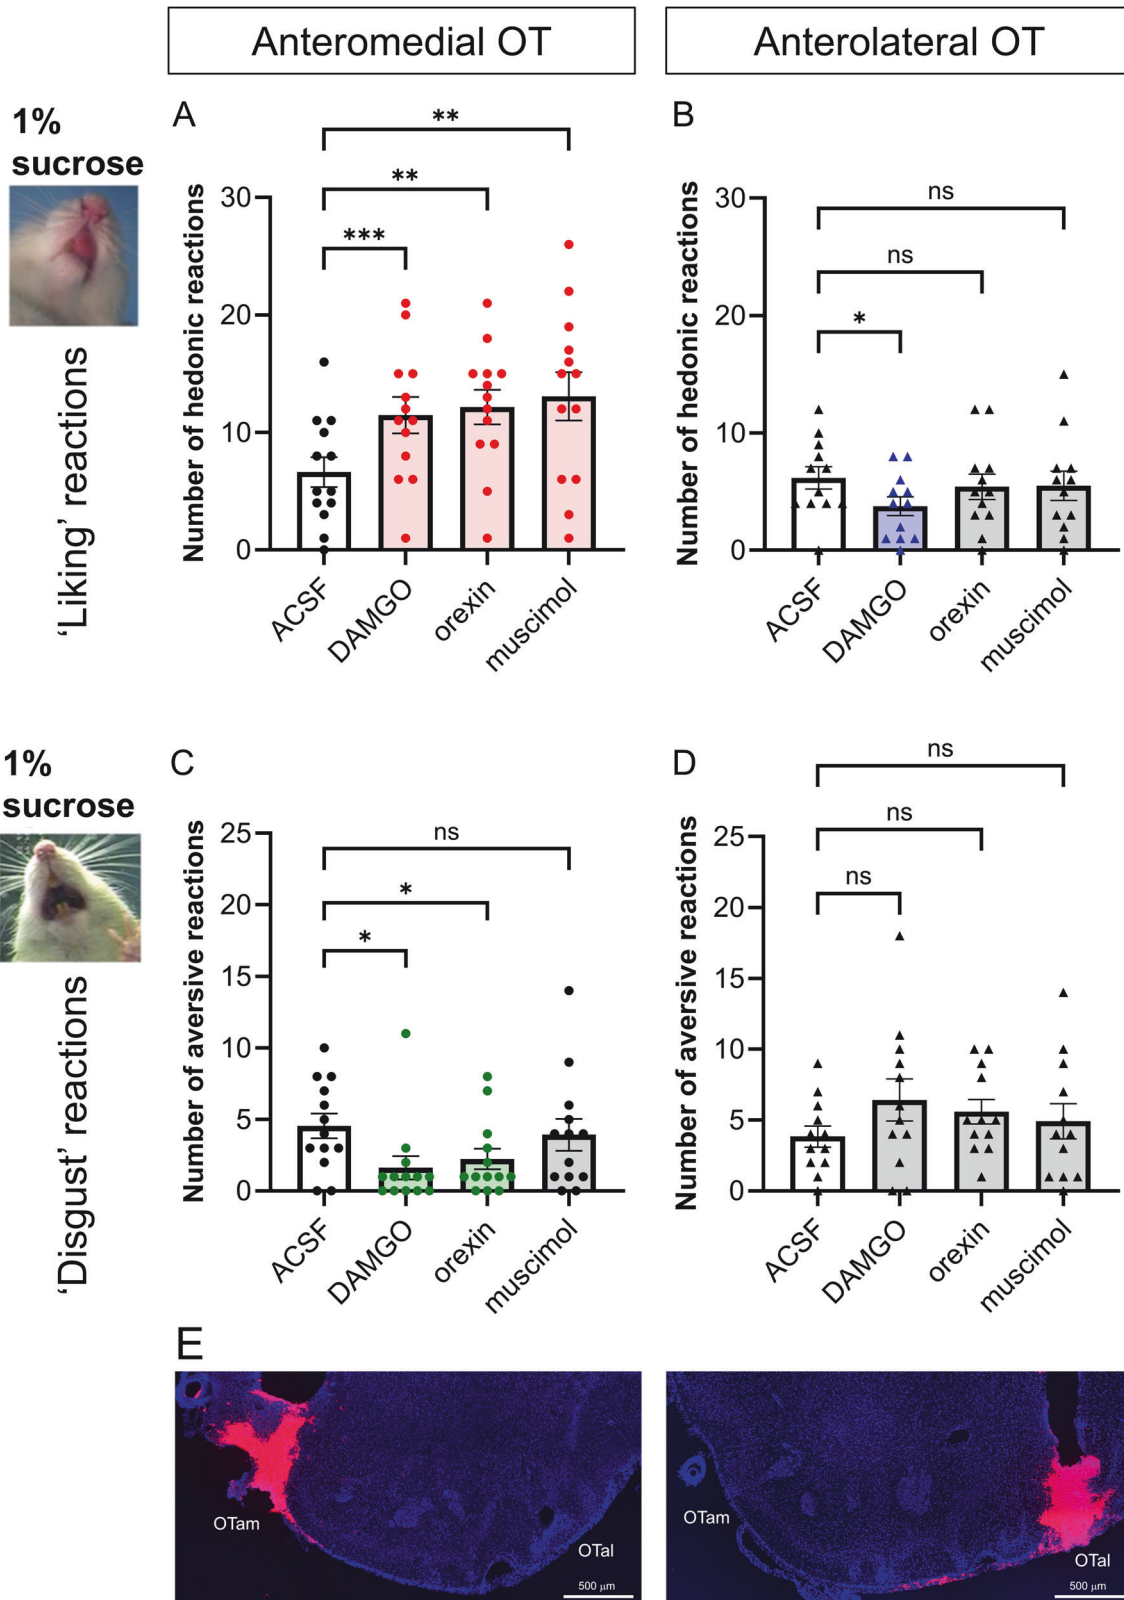 Anteromedial OT
Anterolateral OT
1%
sucrose
'Liking' reactions
A
Number of hedonic reactions
30
20
10
0
***
**
**
ACSF
DAMGO
orexin
muscimol
B
Number of hedonic reactions
30
20
10
0
ns
ns
*
ACSF
DAMGO
orexin
muscimol
1%
sucrose
'Disgust' reactions
C
Number of aversive reactions
25
20
15
10
5
0
ns
*
*
ACSF
DAMGO
orexin
muscimol
D
Number of aversive reactions
25
20
15
10
5
0
ns
ns
ns
ACSF
DAMGO
orexin
muscimol
E
OTam
OTal
500 µm
OTam
OTal
500 µm